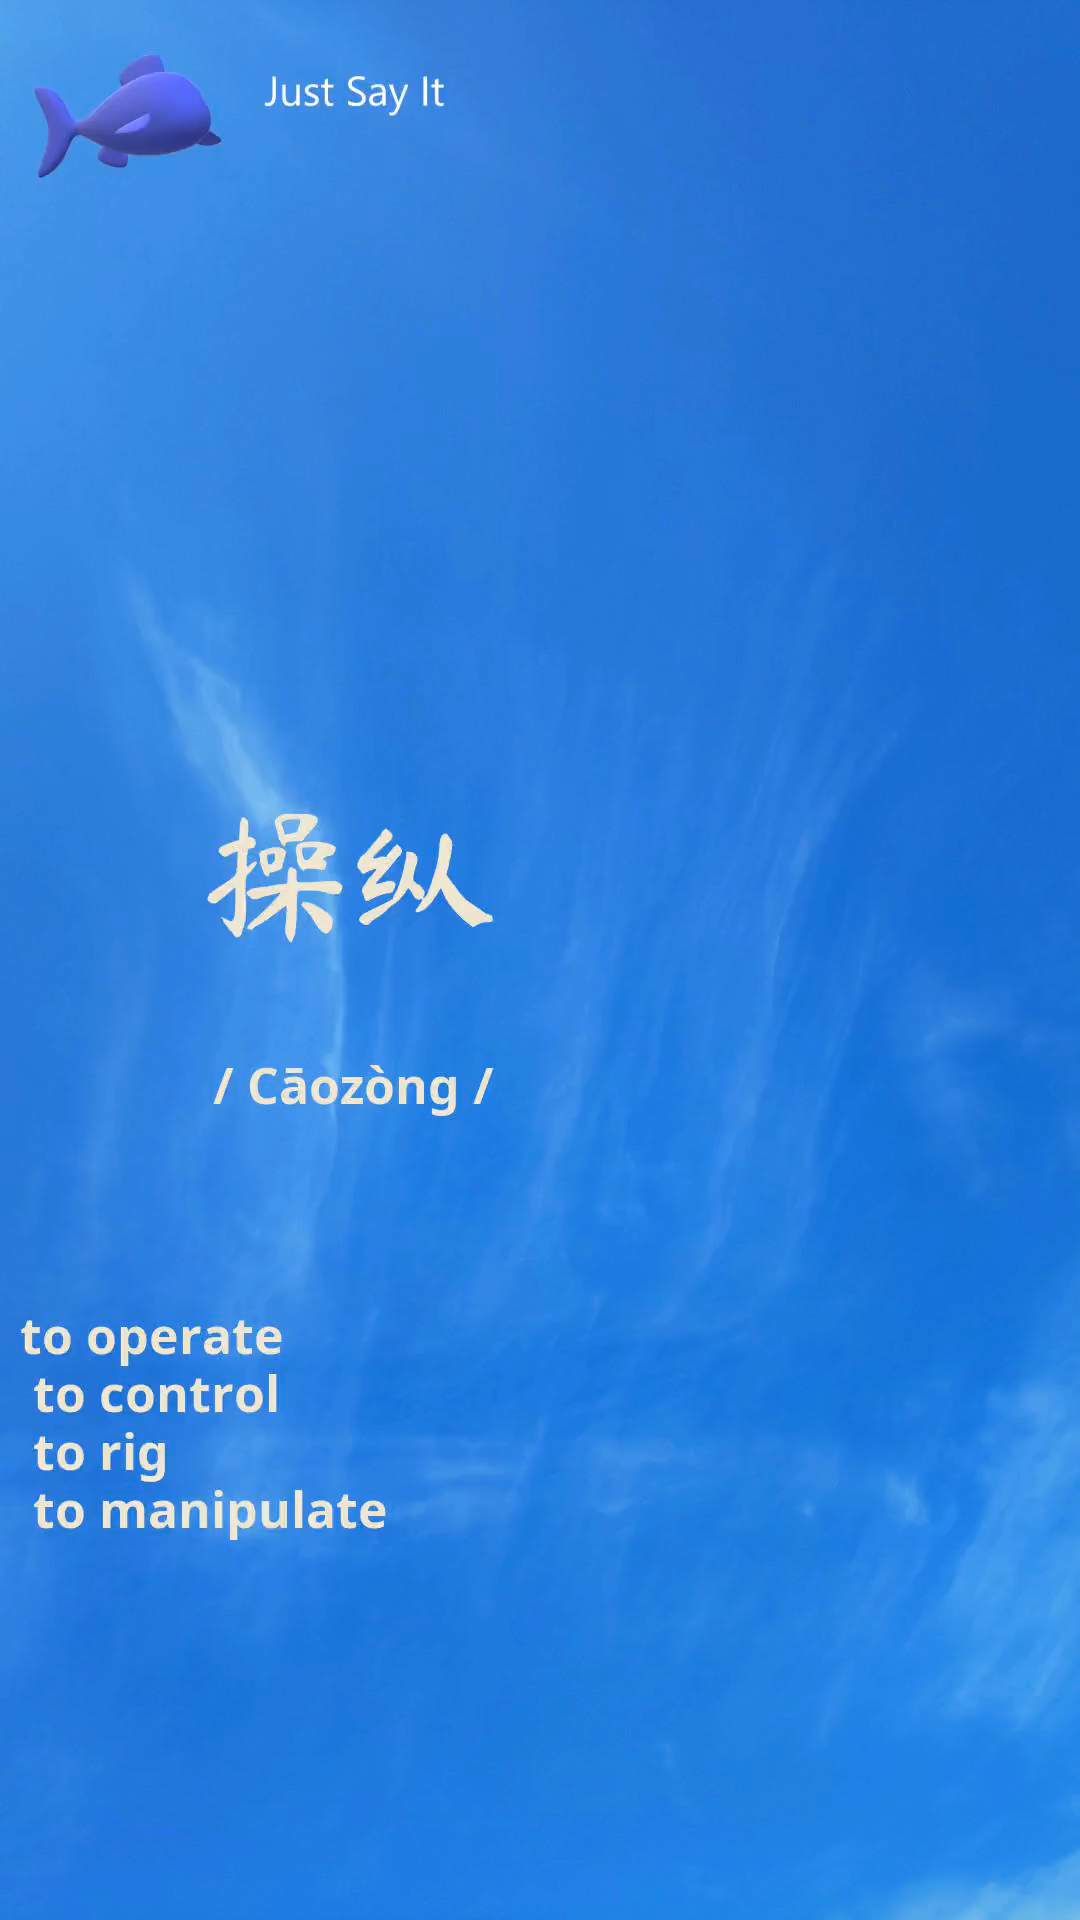 Just Say It
操纵
/ Cāozòng /
to operate
to control
to rig
to manipulate